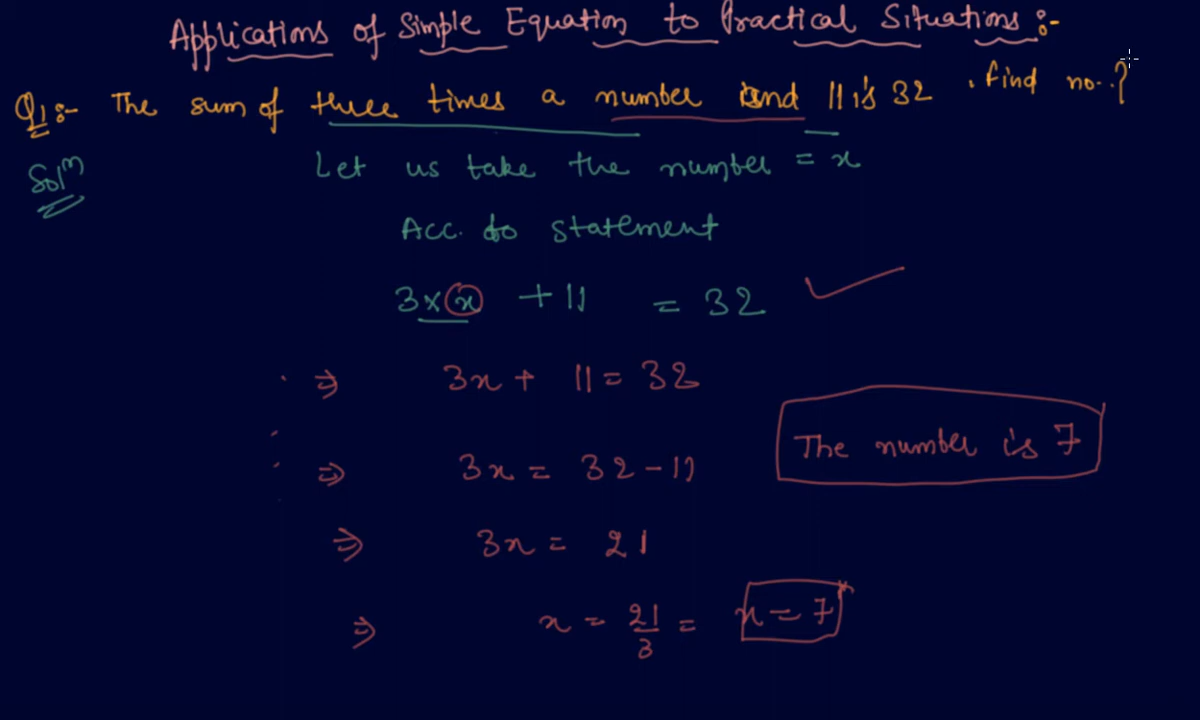 Applications of Simple Equation to Practical Situations :-
Q1:- The sum of three times a number and 11 is 32 . find no..?
Solⁿ
Let us take the number = x
Acc. to statement
3×x + 11 = 32
⇒ 3x + 11 = 32
⇒ 3x = 32 - 11
The number is 7
⇒ 3x = 21
⇒ x = 21/3 = x = 7